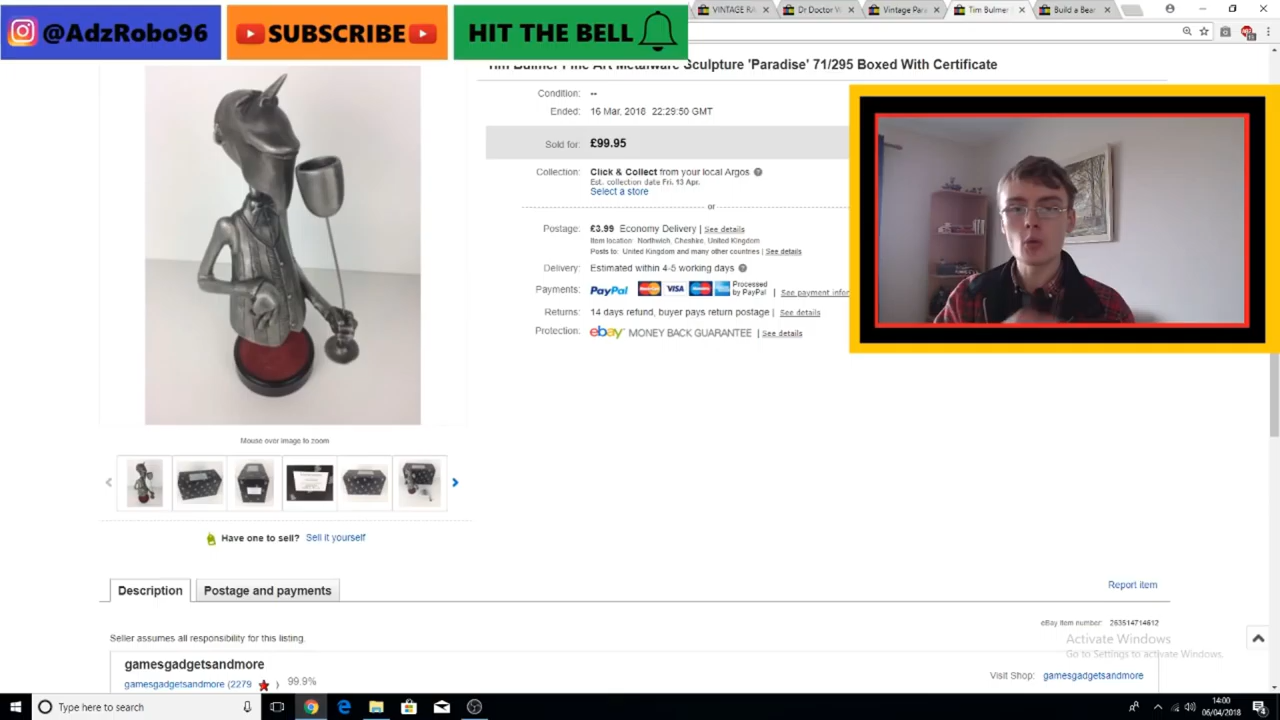 @AdzRobo96
SUBSCRIBE
HIT THE BELL
VINTAGE RA
Dr Doctor W
Vintage Pars
Tim Bulmer
Build a Bear
Tim Bulmer Fine Art Metalware Sculpture 'Paradise' 71/295 Boxed With Certificate
Condition: --
Ended: 16 Mar, 2018 22:29:50 GMT
Sold for: £99.95
Collection: Click & Collect from your local Argos
Est. collection date Fri. 13 Apr.
Select a store
or
Postage: £3.99 Economy Delivery | See details
Item location: Northwich, Cheshire, United Kingdom
Posts to: United Kingdom and many other countries | See details
Delivery: Estimated within 4-5 working days
Payments: PayPal MasterCard VISA Maestro Processed by PayPal | See payment infor
Returns: 14 days refund, buyer pays return postage | See details
Protection: ebay MONEY BACK GUARANTEE | See details
Mouse over image to zoom
Have one to sell? Sell it yourself
Description
Postage and payments
Report item
eBay item number: 263514714612
Seller assumes all responsibility for this listing.
Activate Windows
Go to Settings to activate Windows.
gamesgadgetsandmore
gamesgadgetsandmore (2279 ) 99.9%
Visit Shop: gamesgadgetsandmore
Type here to search
14:00
06/04/2018
4